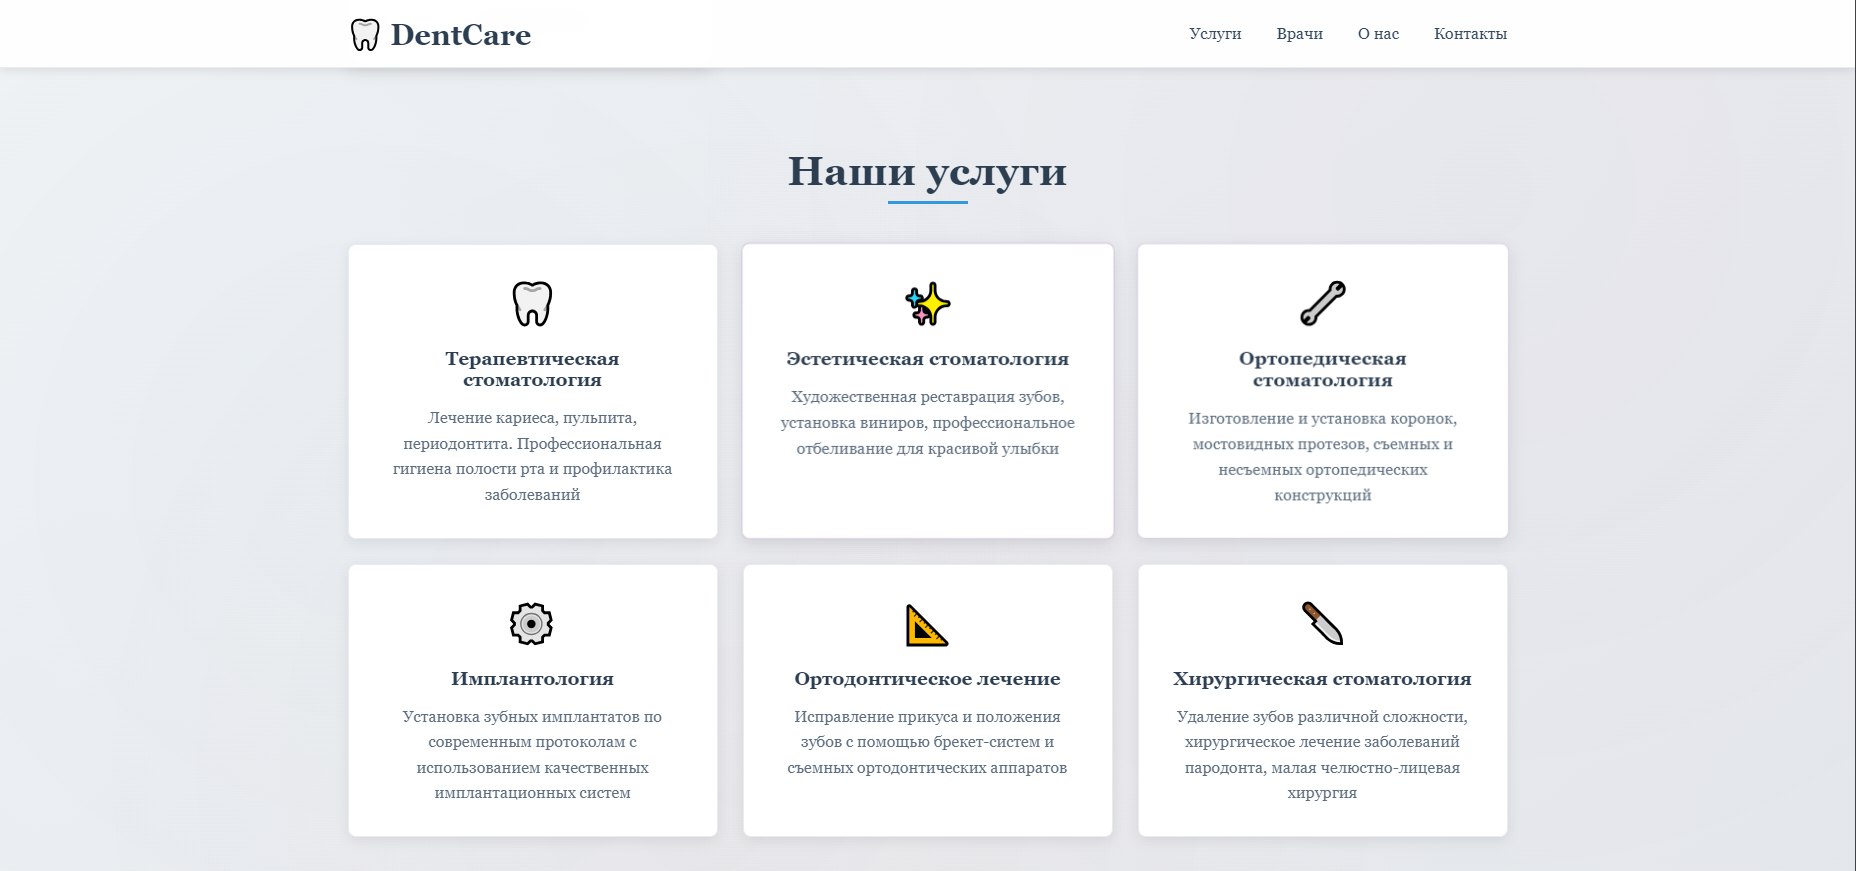 DentCare
Услуги
Врачи
О нас
Контакты
Наши услуги
Терапевтическая
стоматология
Лечение кариеса, пульпита,
периодонтита. Профессиональная
гигиена полости рта и профилактика
заболеваний
Эстетическая стоматология
Художественная реставрация зубов,
установка виниров, профессиональное
отбеливание для красивой улыбки
Ортопедическая
стоматология
Изготовление и установка коронок,
мостовидных протезов, съемных и
несъемных ортопедических
конструкций
Имплантология
Установка зубных имплантатов по
современным протоколам с
использованием качественных
имплантационных систем
Ортодонтическое лечение
Исправление прикуса и положения
зубов с помощью брекет-систем и
съемных ортодонтических аппаратов
Хирургическая стоматология
Удаление зубов различной сложности,
хирургическое лечение заболеваний
пародонта, малая челюстно-лицевая
хирургия